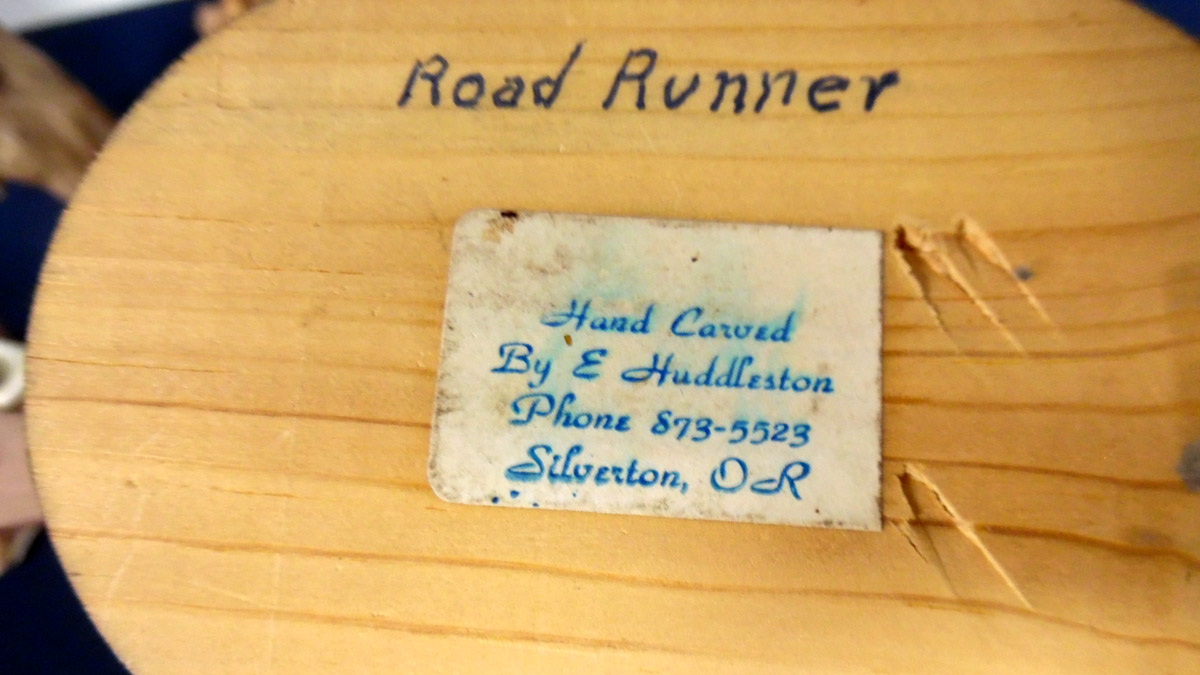 Road Runner
Hand Carved
By E Huddleston
Phone 873-5523
Silverton, OR